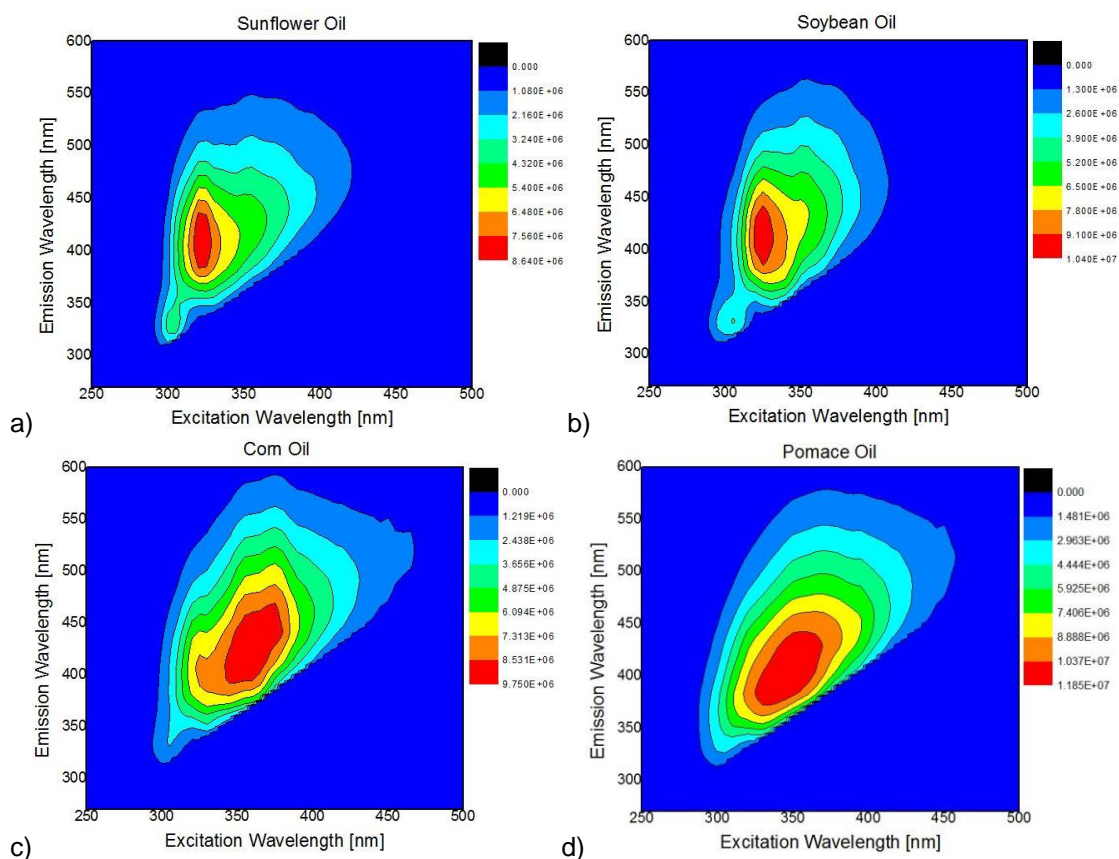 Sunflower Oil
600
550
500
450
400
350
300
250 300 350 400 450 500
Emission Wavelength [nm]
Excitation Wavelength [nm]
0.000
1.080E +06
2.160E +06
3.240E +06
4.320E +06
5.400E +06
6.480E +06
7.560E +06
8.640E +06
a)
Soybean Oil
600
550
500
450
400
350
300
250 300 350 400 450 500
Emission Wavelength [nm]
Excitation Wavelength [nm]
0.000
1.300E +06
2.600E +06
3.900E +06
5.200E +06
6.500E +06
7.800E +06
9.100E +06
1.040E +07
b)
Corn Oil
600
550
500
450
400
350
300
250 300 350 400 450 500
Emission Wavelength [nm]
Excitation Wavelength [nm]
0.000
1.219E+06
2.438E+06
3.656E+06
4.875E+06
6.094E+06
7.313E+06
8.531E+06
9.750E+06
c)
Pomace Oil
600
550
500
450
400
350
300
250 300 350 400 450 500
Emission Wavelength [nm]
Excitation Wavelength [nm]
0.000
1.481E+06
2.963E+06
4.444E+06
5.925E+06
7.406E+06
8.888E+06
1.037E+07
1.185E+07
d)